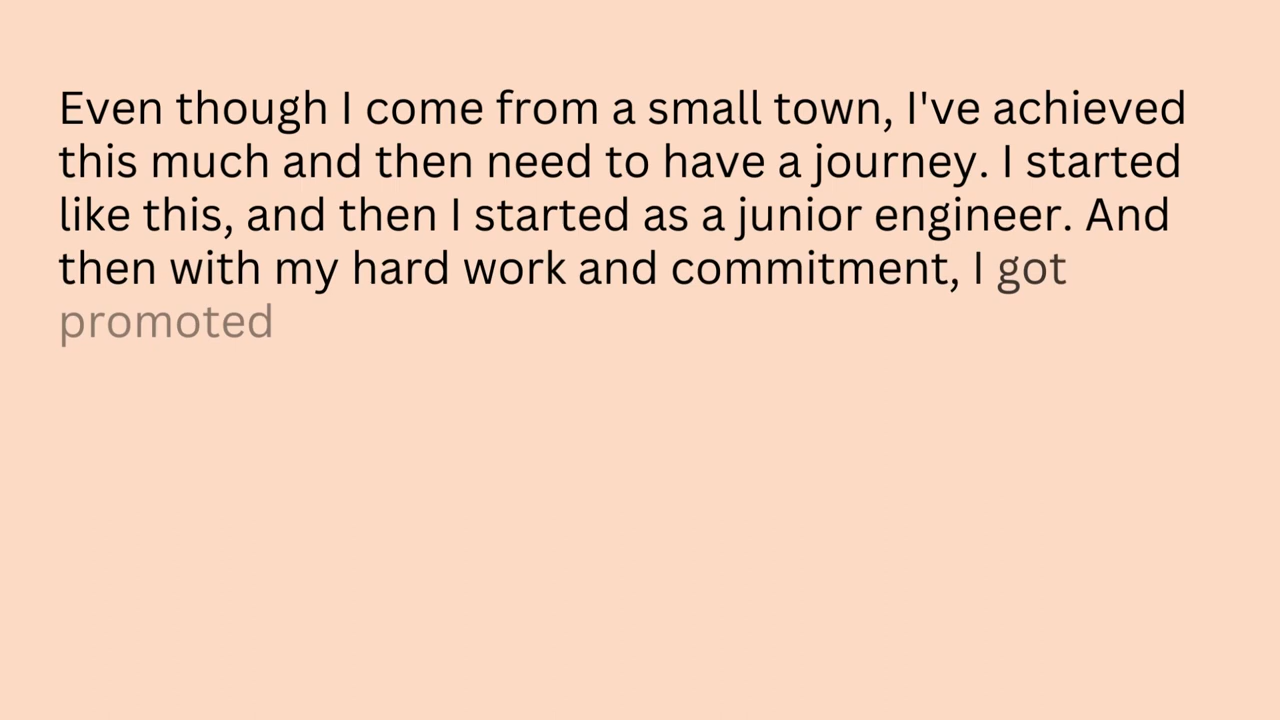 Even though I come from a small town, I've achieved
this much and then need to have a journey. I started
like this, and then I started as a junior engineer. And
then with my hard work and commitment, I got
promoted